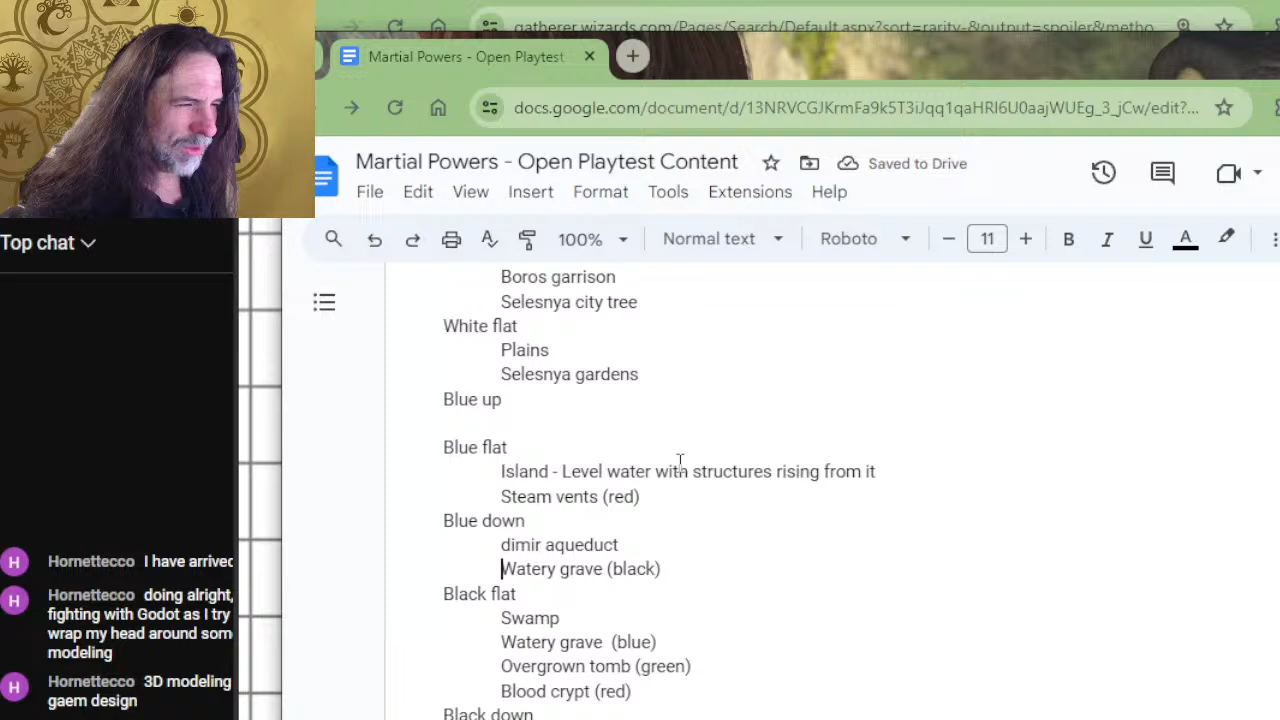 gatherer.wizards.com/Pages/Search/Default.aspx?sort=rarity-&output=spoiler&metho
Martial Powers - Open Playtest
docs.google.com/document/d/13NRVCGJKrmFa9k5T3iJqq1qaHRI6U0aajWUEg_3_jCw/edit?...
Martial Powers - Open Playtest Content
Saved to Drive
File Edit View Insert Format Tools Extensions Help
100% Normal text Roboto 11 B I U A
Top chat
Boros garrison
Selesnya city tree
White flat
Plains
Selesnya gardens
Blue up
Blue flat
Island - Level water with structures rising from it
Steam vents (red)
Blue down
dimir aqueduct
Watery grave (black)
Black flat
Swamp
Watery grave (blue)
Overgrown tomb (green)
Blood crypt (red)
Black down
H Hornettecco I have arrived
H Hornettecco doing alright,
fighting with Godot as I try
wrap my head around som
modeling
H Hornettecco 3D modeling
gaem design